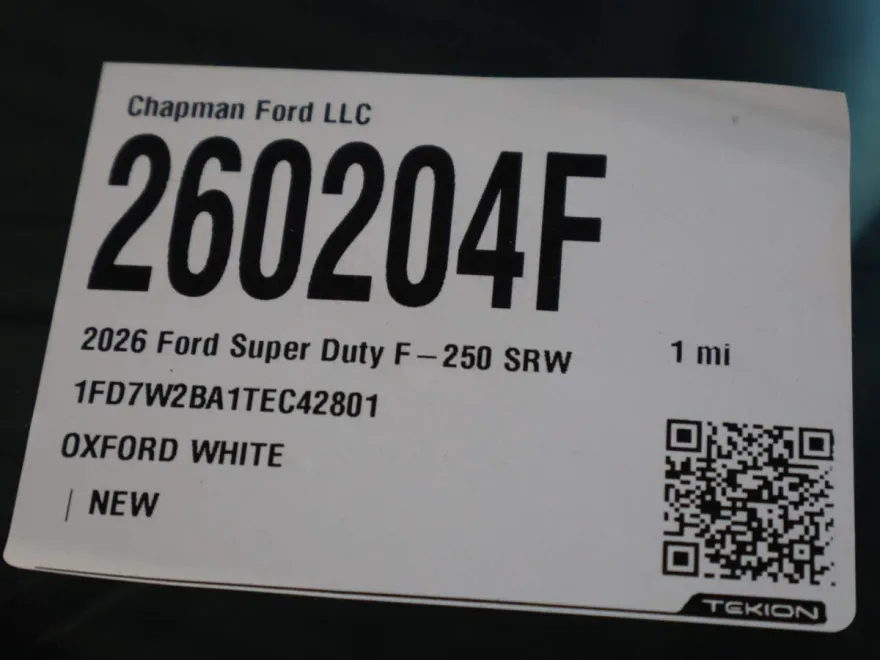 Chapman Ford LLC
260204F
2026 Ford Super Duty F-250 SRW
1 mi
1FD7W2BA1TEC42801
OXFORD WHITE
| NEW
TEKION